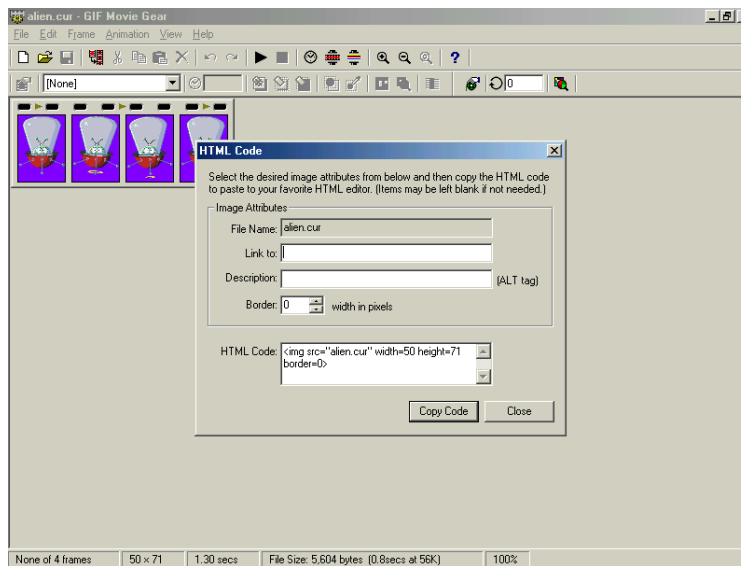 alien.cur - GIF Movie Gear
File Edit Frame Animation View Help
[None]
0
HTML Code
Select the desired image attributes from below and then copy the HTML code
to paste to your favorite HTML editor. (Items may be left blank if not needed.)
Image Attributes
File Name: alien.cur
Link to:
Description: (ALT tag)
Border: 0 width in pixels
HTML Code: <img src="alien.cur" width=50 height=71
border=0>
Copy Code Close
None of 4 frames 50 × 71 1.30 secs File Size: 5,604 bytes (0.8secs at 56K) 100%